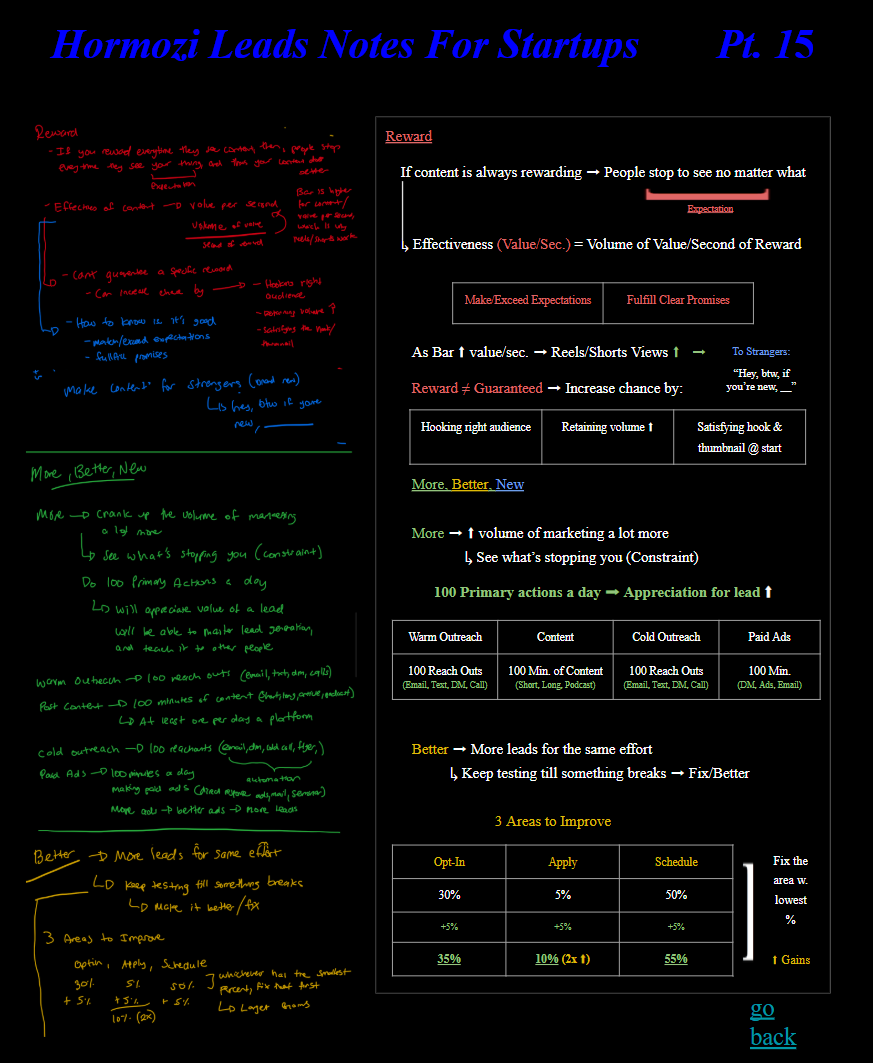 Hormozi Leads Notes For Startups Pt. 15
Reward
- If you reward everytime they see content, then, people stop
everytime they see your thing and then your content does
better
Expectation
- Effectiveness of content → value per second
Volume of value
second of reward
Bar is higher
for content/
value per second,
which is why
reels/shorts work
- Can't guarantee a specific reward
- Can increase chance by →
- Hooking right
audience
- Retaining volume ↑
- Satisfying the hook/
thumbnail
- How to know if it's good
- match/exceed expectations
- fulfill promises
Make content for strangers
↳ hey, btw if you're
new, ____
More, Better, New
More → Crank up the volume of marketing
a lot more
↳ See what's stopping you (constraint)
Do 100 Primary Actions a day
↳ will appreciate value of a lead
will be able to master lead generation,
and teach it to other people
Warm Outreach → 100 reach outs (email, text, dm, calls)
Post Content → 100 minutes of content (short, long, podcast)
↳ At least one per day a platform
Cold outreach → 100 reachouts (email, dm, cold call, flyer,)
automation
Paid Ads → 100 minutes a day
making paid ads (direct response ads, mail, seminar)
More ads → better ads → more leads
Better → More leads for same effort
↳ Keep testing till something breaks
↳ Make it better/fix
3 Areas to Improve
Optin, Apply, Schedule
30% 5% 50%
+ 5% + 5% + 5%
10% (2x)
whichever has the smallest
percent, fix that first
↳ Larger Gains
Reward
If content is always rewarding → People stop to see no matter what
Expectation
↳ Effectiveness (Value/Sec.) = Volume of Value/Second of Reward
Make/Exceed Expectations Fulfill Clear Promises
As Bar ↑ value/sec. → Reels/Shorts Views ↑ → To Strangers:
“Hey, btw, if
you’re new, __”
Reward ≠ Guaranteed → Increase chance by:
Hooking right audience Retaining volume ↑ Satisfying hook &
thumbnail @ start
More, Better, New
More → ↑ volume of marketing a lot more
↳ See what’s stopping you (Constraint)
100 Primary actions a day → Appreciation for lead ↑
Warm Outreach Content Cold Outreach Paid Ads
100 Reach Outs 100 Min. of Content 100 Reach Outs 100 Min.
(Email, Text, DM, Call) (Short, Long, Podcast) (Email, Text, DM, Call) (DM, Ads, Email)
Better → More leads for the same effort
↳ Keep testing till something breaks → Fix/Better
3 Areas to Improve
Opt-In Apply Schedule
30% 5% 50%
+5% +5% +5%
35% 10% (2x ↑) 55%
Fix the
area w.
lowest
%
↑ Gains
go
back